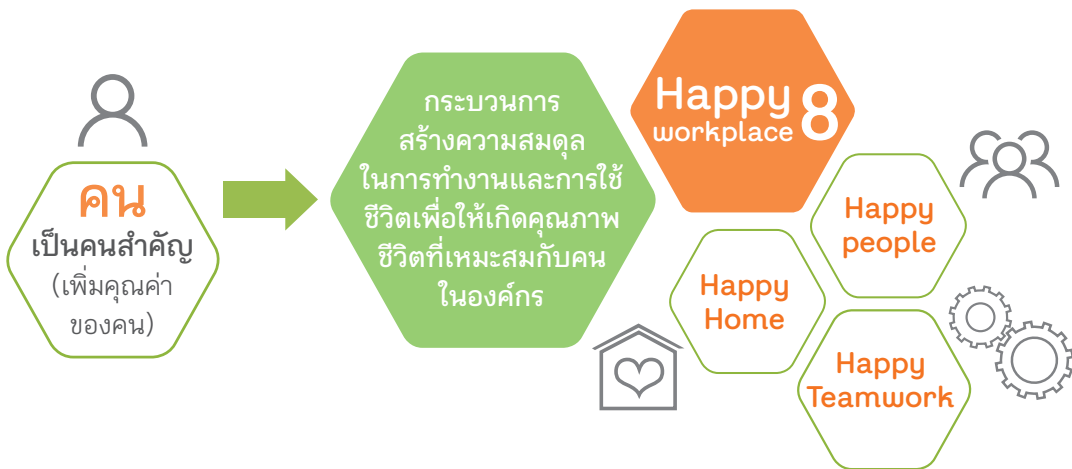 คน
เป็นคนสำคัญ
(เพิ่มคุณค่า
ของคน)
กระบวนการ
สร้างความสมดุล
ในการทำงานและการใช้
ชีวิตเพื่อให้เกิดคุณภาพ
ชีวิตที่เหมาะสมกับคน
ในองค์กร
Happy 8
workplace
Happy
people
Happy
Home
Happy
Teamwork